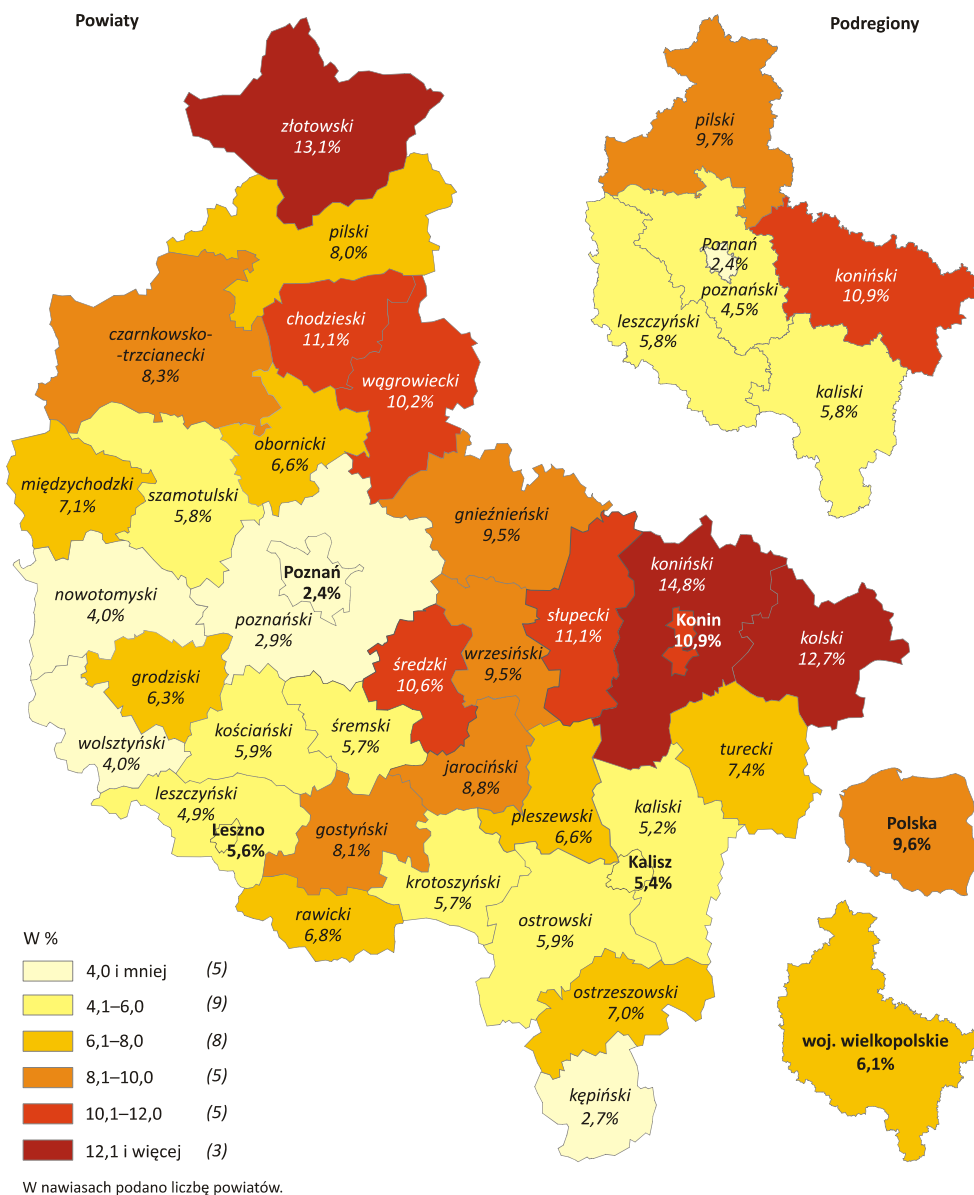 Powiaty
Podregiony
złotowski
13,1%
pilski
8,0%
chodzieski
11,1%
czarnkowsko-
-trzcianecki
8,3%
wągrowiecki
10,2%
obornicki
6,6%
międzychodzki
7,1%
szamotulski
5,8%
gnieźnieński
9,5%
Poznań
2,4%
nowotomyski
4,0%
poznański
2,9%
koniński
14,8%
Konin
10,9%
słupecki
11,1%
kolski
12,7%
wrzesiński
9,5%
średzki
10,6%
grodziski
6,3%
kościański
5,9%
śremski
5,7%
wolsztyński
4,0%
turecki
7,4%
jarociński
8,8%
leszczyński
4,9%
Leszno
5,6%
gostyński
8,1%
pleszewski
6,6%
kaliski
5,2%
Kalisz
5,4%
krotoszyński
5,7%
rawicki
6,8%
ostrowski
5,9%
ostrzeszowski
7,0%
kępiński
2,7%
pilski
9,7%
Poznań
2,4%
poznański
4,5%
koniński
10,9%
leszczyński
5,8%
kaliski
5,8%
Polska
9,6%
woj. wielkopolskie
6,1%
W %
4,0 i mniej (5)
4,1–6,0 (9)
6,1–8,0 (8)
8,1–10,0 (5)
10,1–12,0 (5)
12,1 i więcej (3)
W nawiasach podano liczbę powiatów.